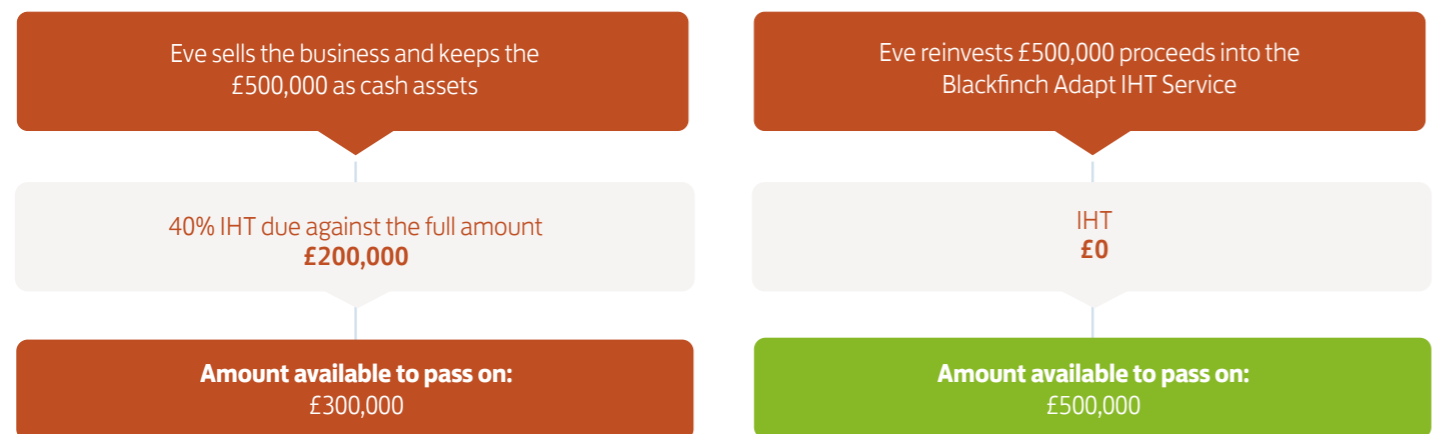 Eve sells the business and keeps the
£500,000 as cash assets
40% IHT due against the full amount
£200,000
Amount available to pass on:
£300,000
Eve reinvests £500,000 proceeds into the
Blackfinch Adapt IHT Service
IHT
£0
Amount available to pass on:
£500,000